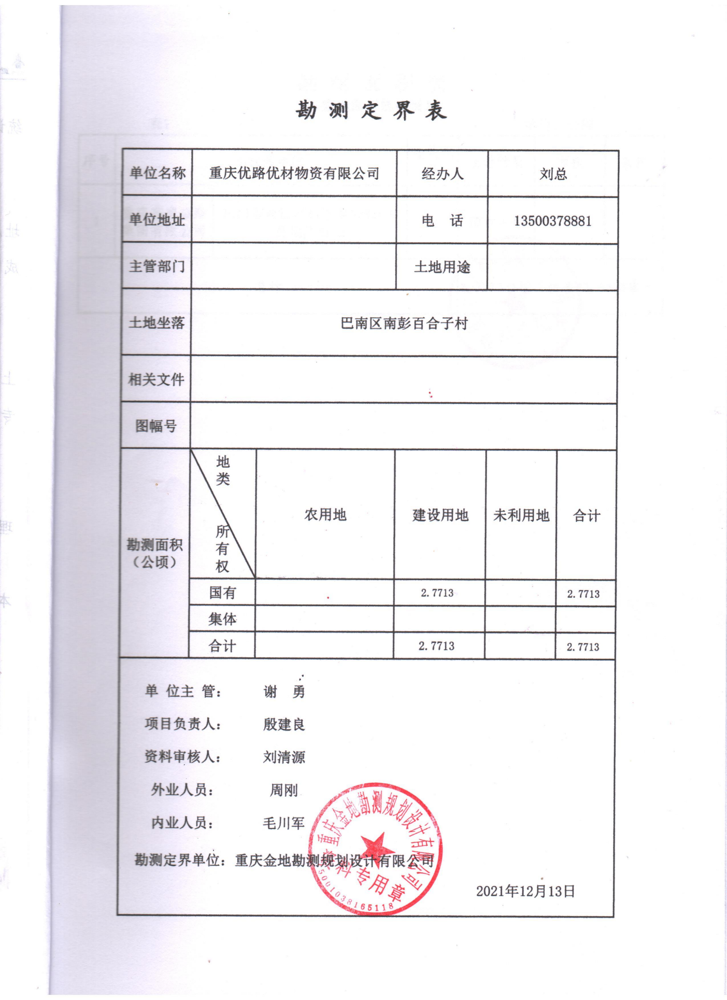 勘测定界表
单位名称 重庆优路优材物资有限公司 经办人 刘总
单位地址 电 话 13500378881
主管部门 土地用途
土地坐落 巴南区南彭百合子村
相关文件
图幅号
勘测面积
（公顷）
地类
所有权
农用地 建设用地 未利用地 合计
国有 2.7713 2.7713
集体
合计 2.7713 2.7713
单 位主 管： 谢 勇
项目负责人： 殷建良
资料审核人： 刘清源
外业人员： 周刚
内业人员： 毛川军
勘测定界单位：重庆金地勘测规划设计有限公司
2021年12月13日
重庆金地勘测规划设计有限公司
资料专用章
5001038165118